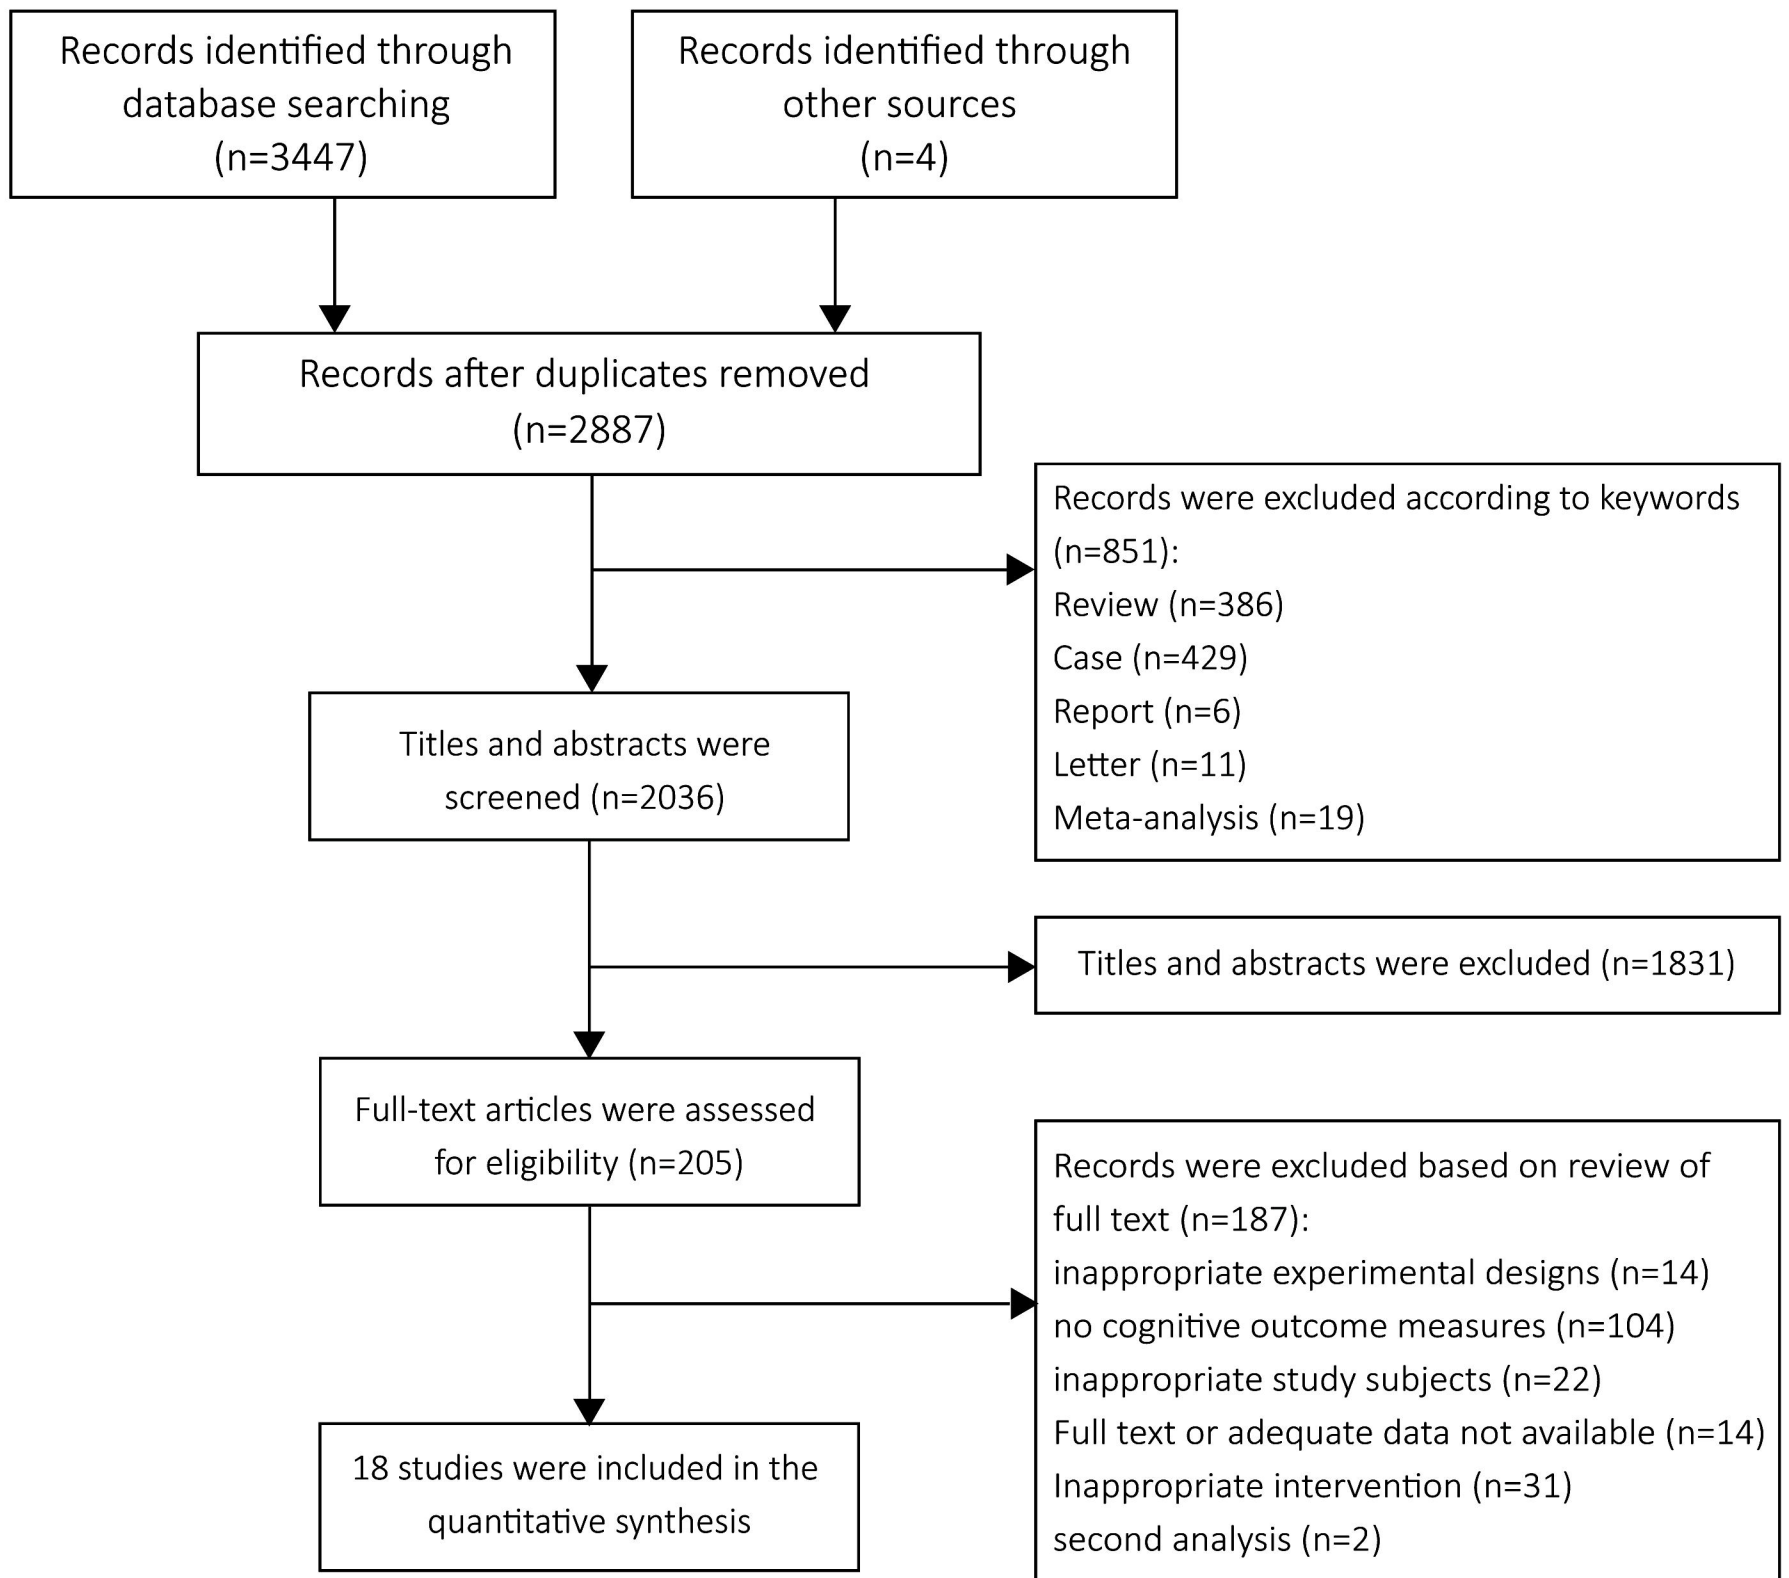 Records identified through
database searching
(n=3447)
Records identified through
other sources
(n=4)
Records after duplicates removed
(n=2887)
Records were excluded according to keywords
(n=851):
Review (n=386)
Case (n=429)
Report (n=6)
Letter (n=11)
Meta-analysis (n=19)
Titles and abstracts were
screened (n=2036)
Titles and abstracts were excluded (n=1831)
Full-text articles were assessed
for eligibility (n=205)
Records were excluded based on review of
full text (n=187):
inappropriate experimental designs (n=14)
no cognitive outcome measures (n=104)
inappropriate study subjects (n=22)
Full text or adequate data not available (n=14)
Inappropriate intervention (n=31)
second analysis (n=2)
18 studies were included in the
quantitative synthesis